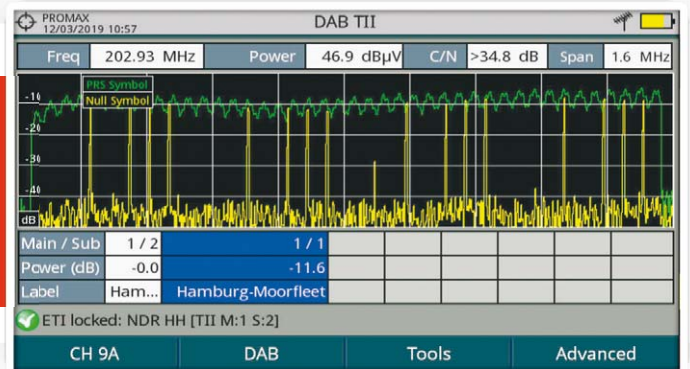 PROMAX
12/03/2019 10:57
DAB TII
Freq 202.93 MHz Power 46.9 dBµV C/N >34.8 dB Span 1.6 MHz
PRS Symbol
Null Symbol
-10
-20
-30
-40
dB
Main / Sub 1 / 2 1 / 1
Power (dB) -0.0 -11.6
Label Ham... Hamburg-Moorfleet
ETI locked: NDR HH [TII M:1 S:2]
CH 9A DAB Tools Advanced